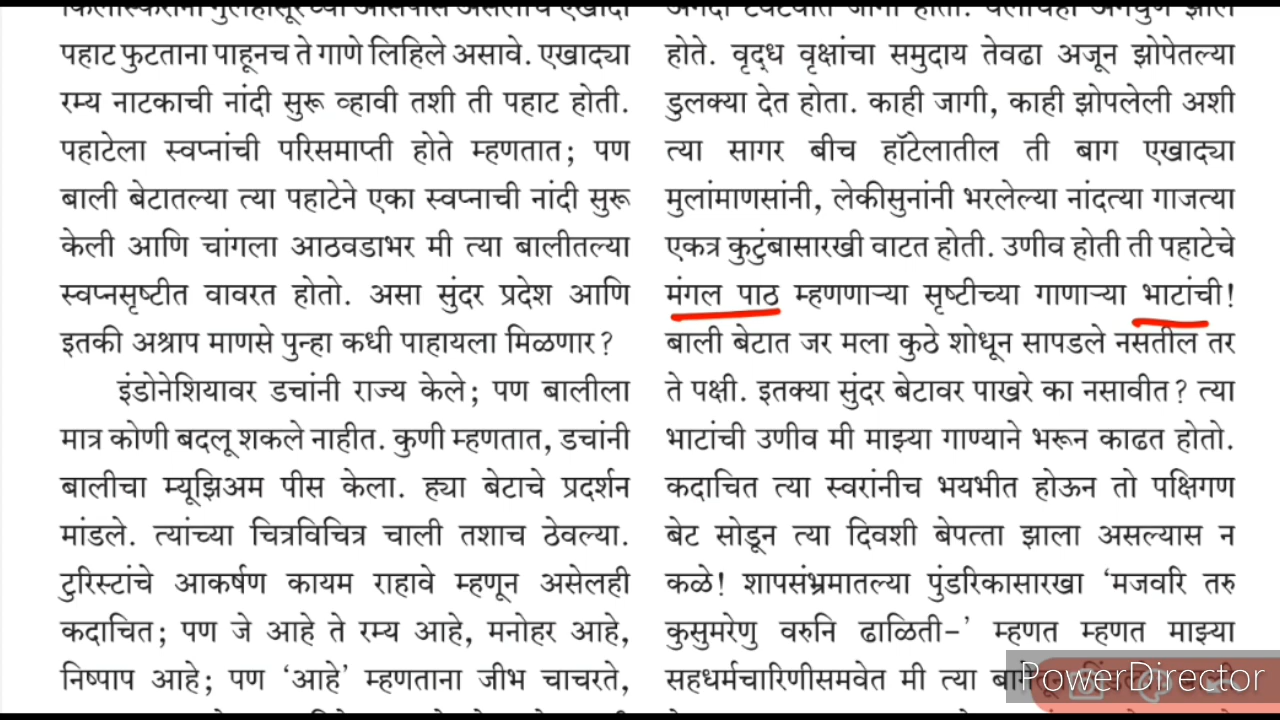 पहाट फुटताना पाहूनच ते गाणे लिहिले असावे. एखाद्या
रम्य नाटकाची नांदी सुरू व्हावी तशी ती पहाट होती.
पहाटेला स्वप्नांची परिसमाप्ती होते म्हणतात; पण
बाली बेटातल्या त्या पहाटेने एका स्वप्नाची नांदी सुरू
केली आणि चांगला आठवडाभर मी त्या बालीतल्या
स्वप्नसृष्टीत वावरत होतो. असा सुंदर प्रदेश आणि
इतकी अश्राप माणसे पुन्हा कधी पाहायला मिळणार?
इंडोनेशियावर डचांनी राज्य केले; पण बालीला
मात्र कोणी बदलू शकले नाहीत. कुणी म्हणतात, डचांनी
बालीचा म्यूझिअम पीस केला. ह्या बेटाचे प्रदर्शन
मांडले. त्यांच्या चित्रविचित्र चाली तशाच ठेवल्या.
टुरिस्टांचे आकर्षण कायम राहावे म्हणून असेलही
कदाचित; पण जे आहे ते रम्य आहे, मनोहर आहे,
निष्पाप आहे; पण ‘आहे’ म्हणताना जीभ चाचरते,
होते. वृद्ध वृक्षांचा समुदाय तेवढा अजून झोपेतल्या
डुलक्या देत होता. काही जागी, काही झोपलेली अशी
त्या सागर बीच हॉटेलातील ती बाग एखाद्या
मुलांमाणसांनी, लेकीसुनांनी भरलेल्या नांदत्या गाजत्या
एकत्र कुटुंबासारखी वाटत होती. उणीव होती ती पहाटेचे
मंगल पाठ म्हणणाऱ्या सृष्टीच्या गाणाऱ्या भाटांची!
बाली बेटात जर मला कुठे शोधून सापडले नसतील तर
ते पक्षी. इतक्या सुंदर बेटावर पाखरे का नसावीत? त्या
भाटांची उणीव मी माझ्या गाण्याने भरून काढत होतो.
कदाचित त्या स्वरांनीच भयभीत होऊन तो पक्षिगण
बेट सोडून त्या दिवशी बेपत्ता झाला असल्यास न
कळे! शापसंभ्रमातल्या पुंडरिकासारखा ‘मजवरि तरु
कुसुमरेणु वरुनि ढाळिती-’ म्हणत म्हणत माझ्या
सहधर्मचारिणीसमवेत मी त्या
PowerDirector